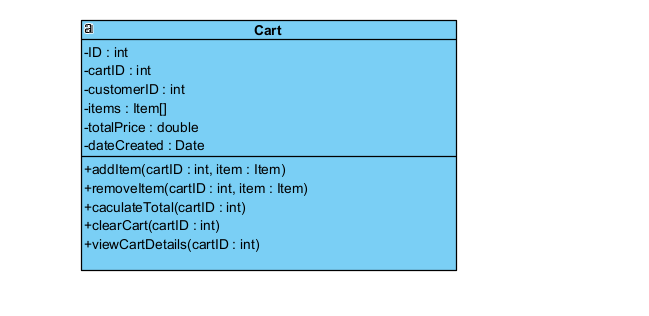 a
Cart
-ID : int
-cartID : int
-customerID : int
-items : Item[]
-totalPrice : double
-dateCreated : Date
+addItem(cartID : int, item : Item)
+removeItem(cartID : int, item : Item)
+caculateTotal(cartID : int)
+clearCart(cartID : int)
+viewCartDetails(cartID : int)